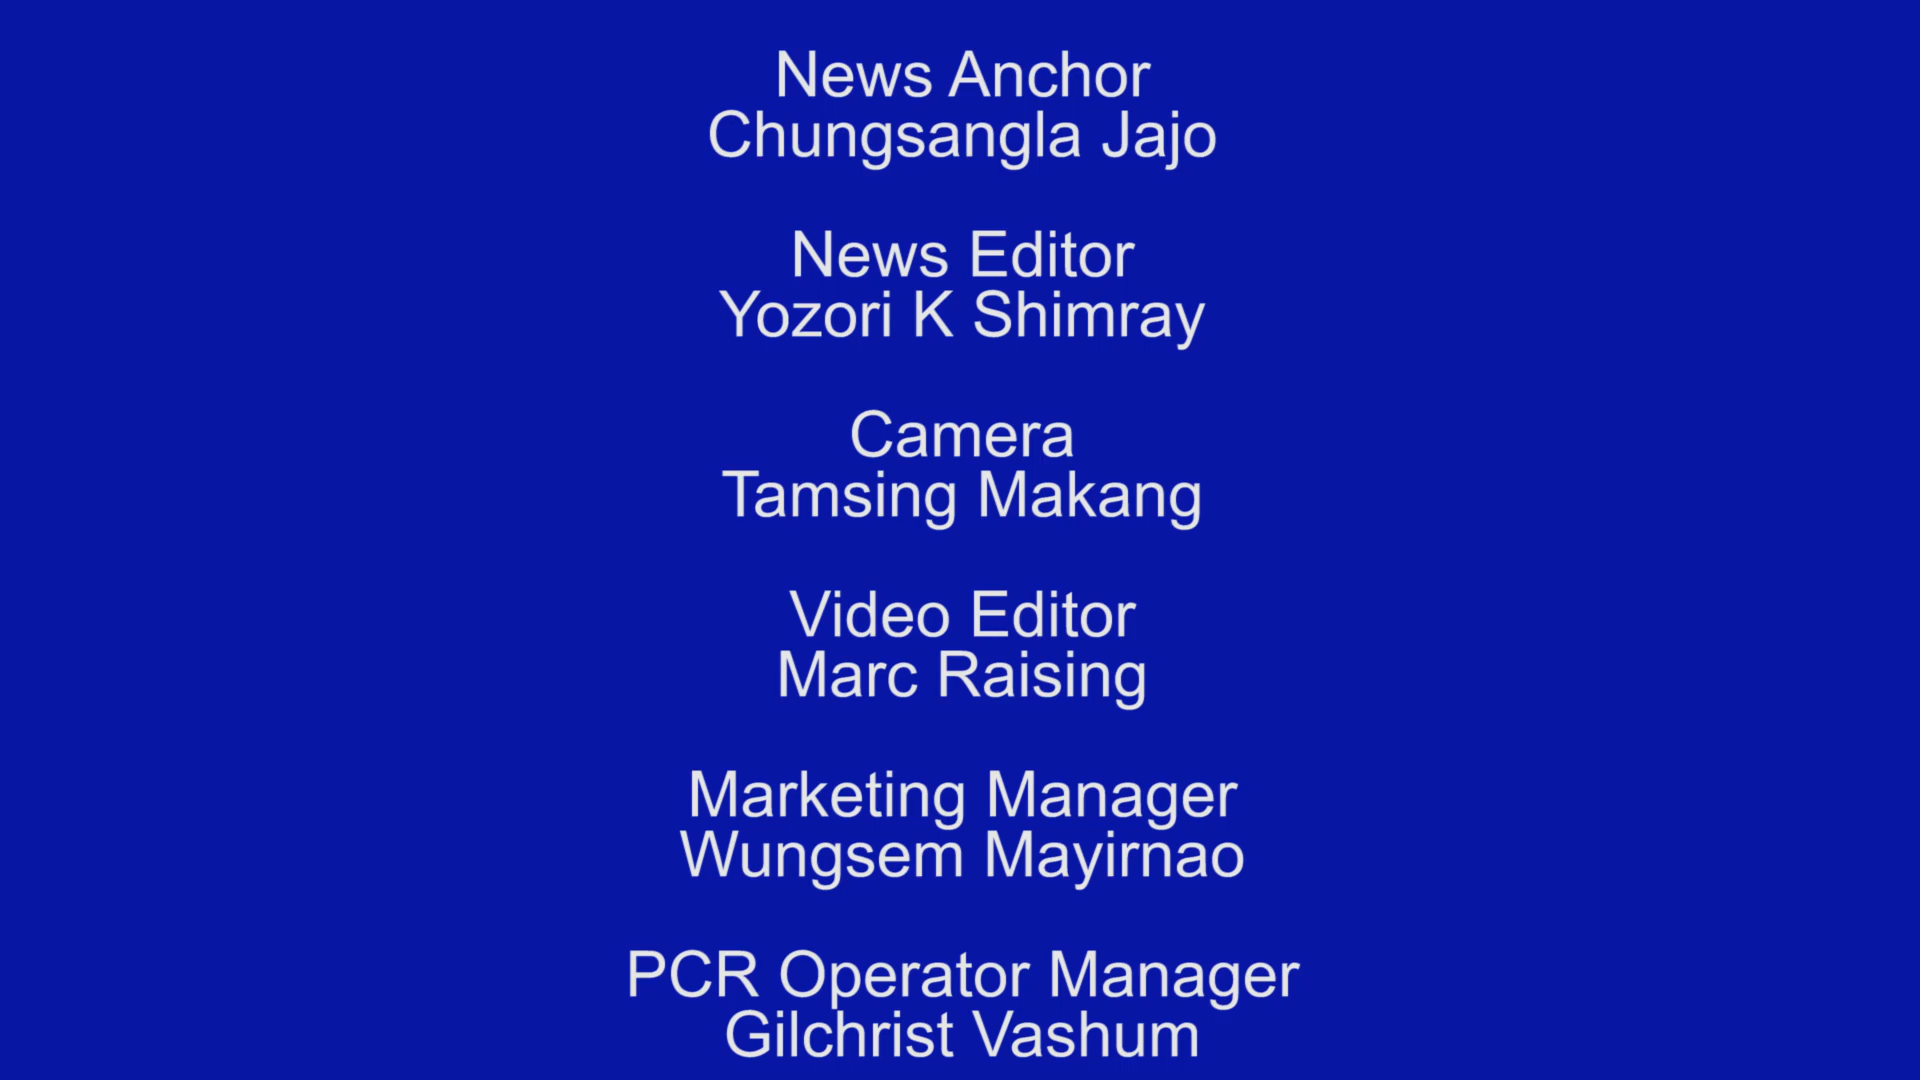 News Anchor
Chungsangla Jajo
News Editor
Yozori K Shimray
Camera
Tamsing Makang
Video Editor
Marc Raising
Marketing Manager
Wungsem Mayirnao
PCR Operator Manager
Gilchrist Vashum